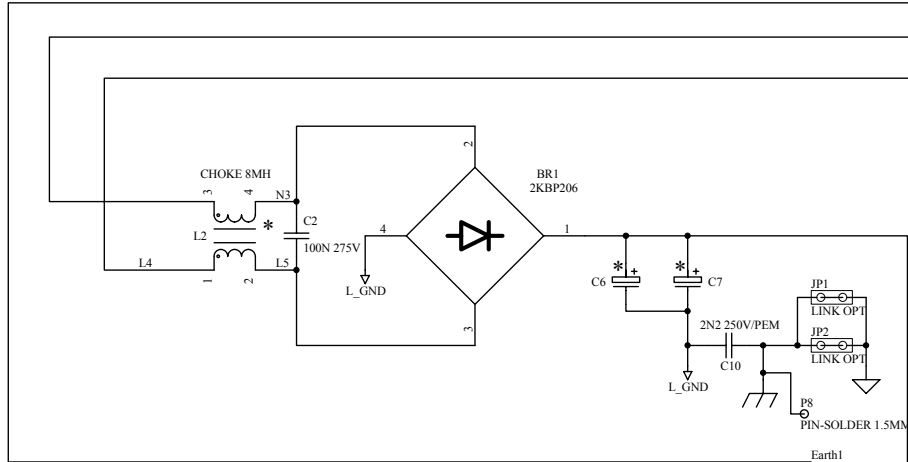 CHOKE 8MH
3
4
N3
L2
*
C2
100N 275V
L4
L5
1
2
2
BR1
2KBP206
4
1
3
L_GND
*
+
C6
*
+
C7
2N2 250V/PEM
C10
L_GND
JP1
LINK OPT
JP2
LINK OPT
P8
PIN-SOLDER 1.5MM
Earth1